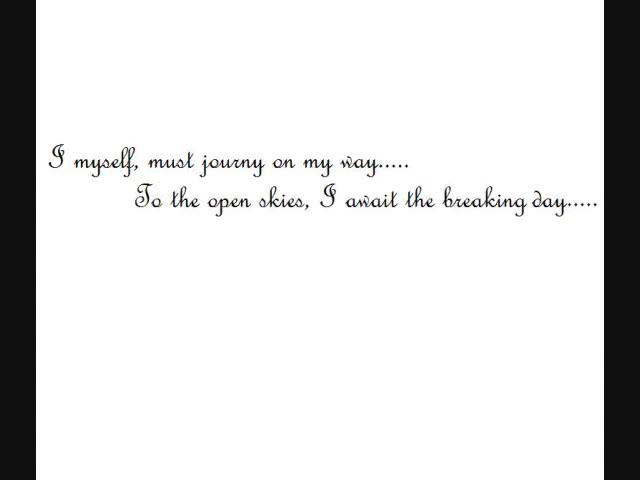 I myself, must journy on my way.....
To the open skies, I await the breaking day.....